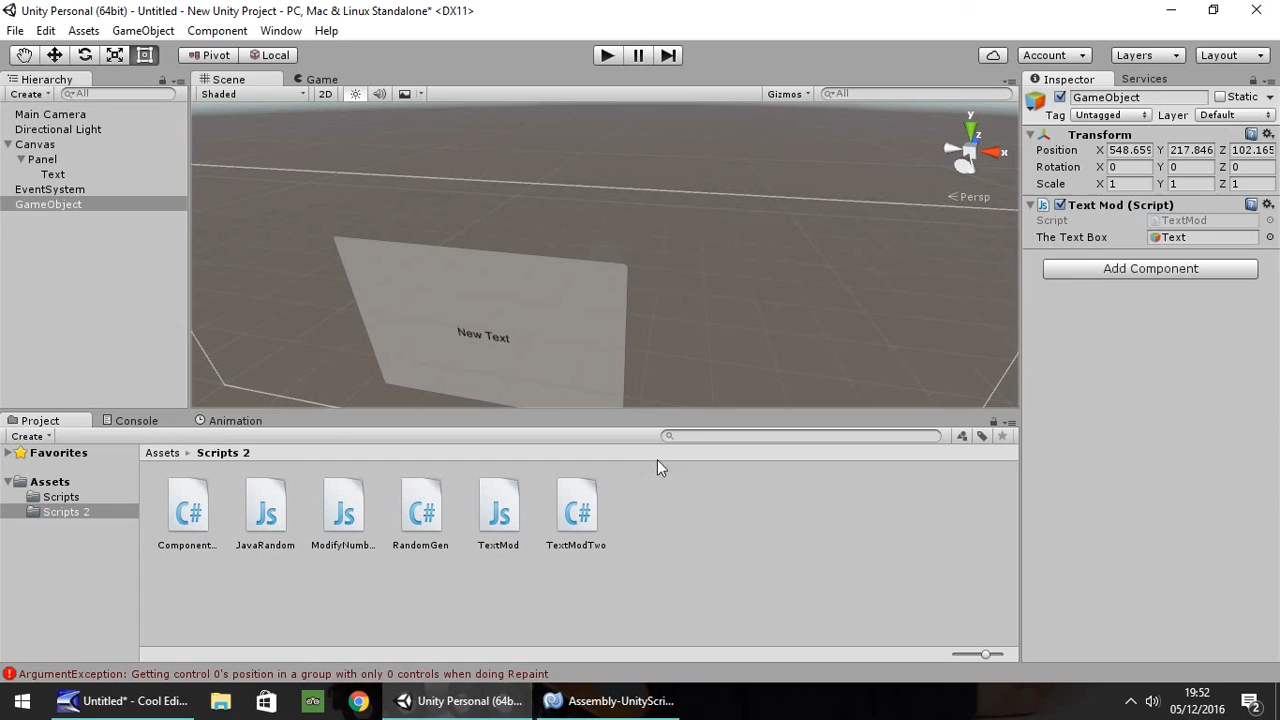 Unity Personal (64bit) - Untitled - New Unity Project - PC, Mac & Linux Standalone* <DX11>
File Edit Assets GameObject Component Window Help
Pivot Local Account Layers Layout
Hierarchy Scene Game Inspector Services
Create All Shaded 2D Gizmos All GameObject Static
Main Camera
Directional Light
Canvas
Panel
Text
EventSystem
GameObject
y
z
x
Persp
New Text
Tag Untagged Layer Default
Transform
Position X 548.659 Y 217.846 Z 102.165
Rotation X 0 Y 0 Z 0
Scale X 1 Y 1 Z 1
Text Mod (Script)
Script TextMod
The Text Box Text
Add Component
Project Console Animation
Create
Favorites
Assets
Scripts
Scripts 2
Assets Scripts 2
C# Js Js C# Js C#
Component... JavaRandom ModifyNumb... RandomGen TextMod TextModTwo
ArgumentException: Getting control 0's position in a group with only 0 controls when doing Repaint
Untitled* - Cool Edi... Unity Personal (64b... Assembly-UnityScri...
19:52
05/12/2016
2